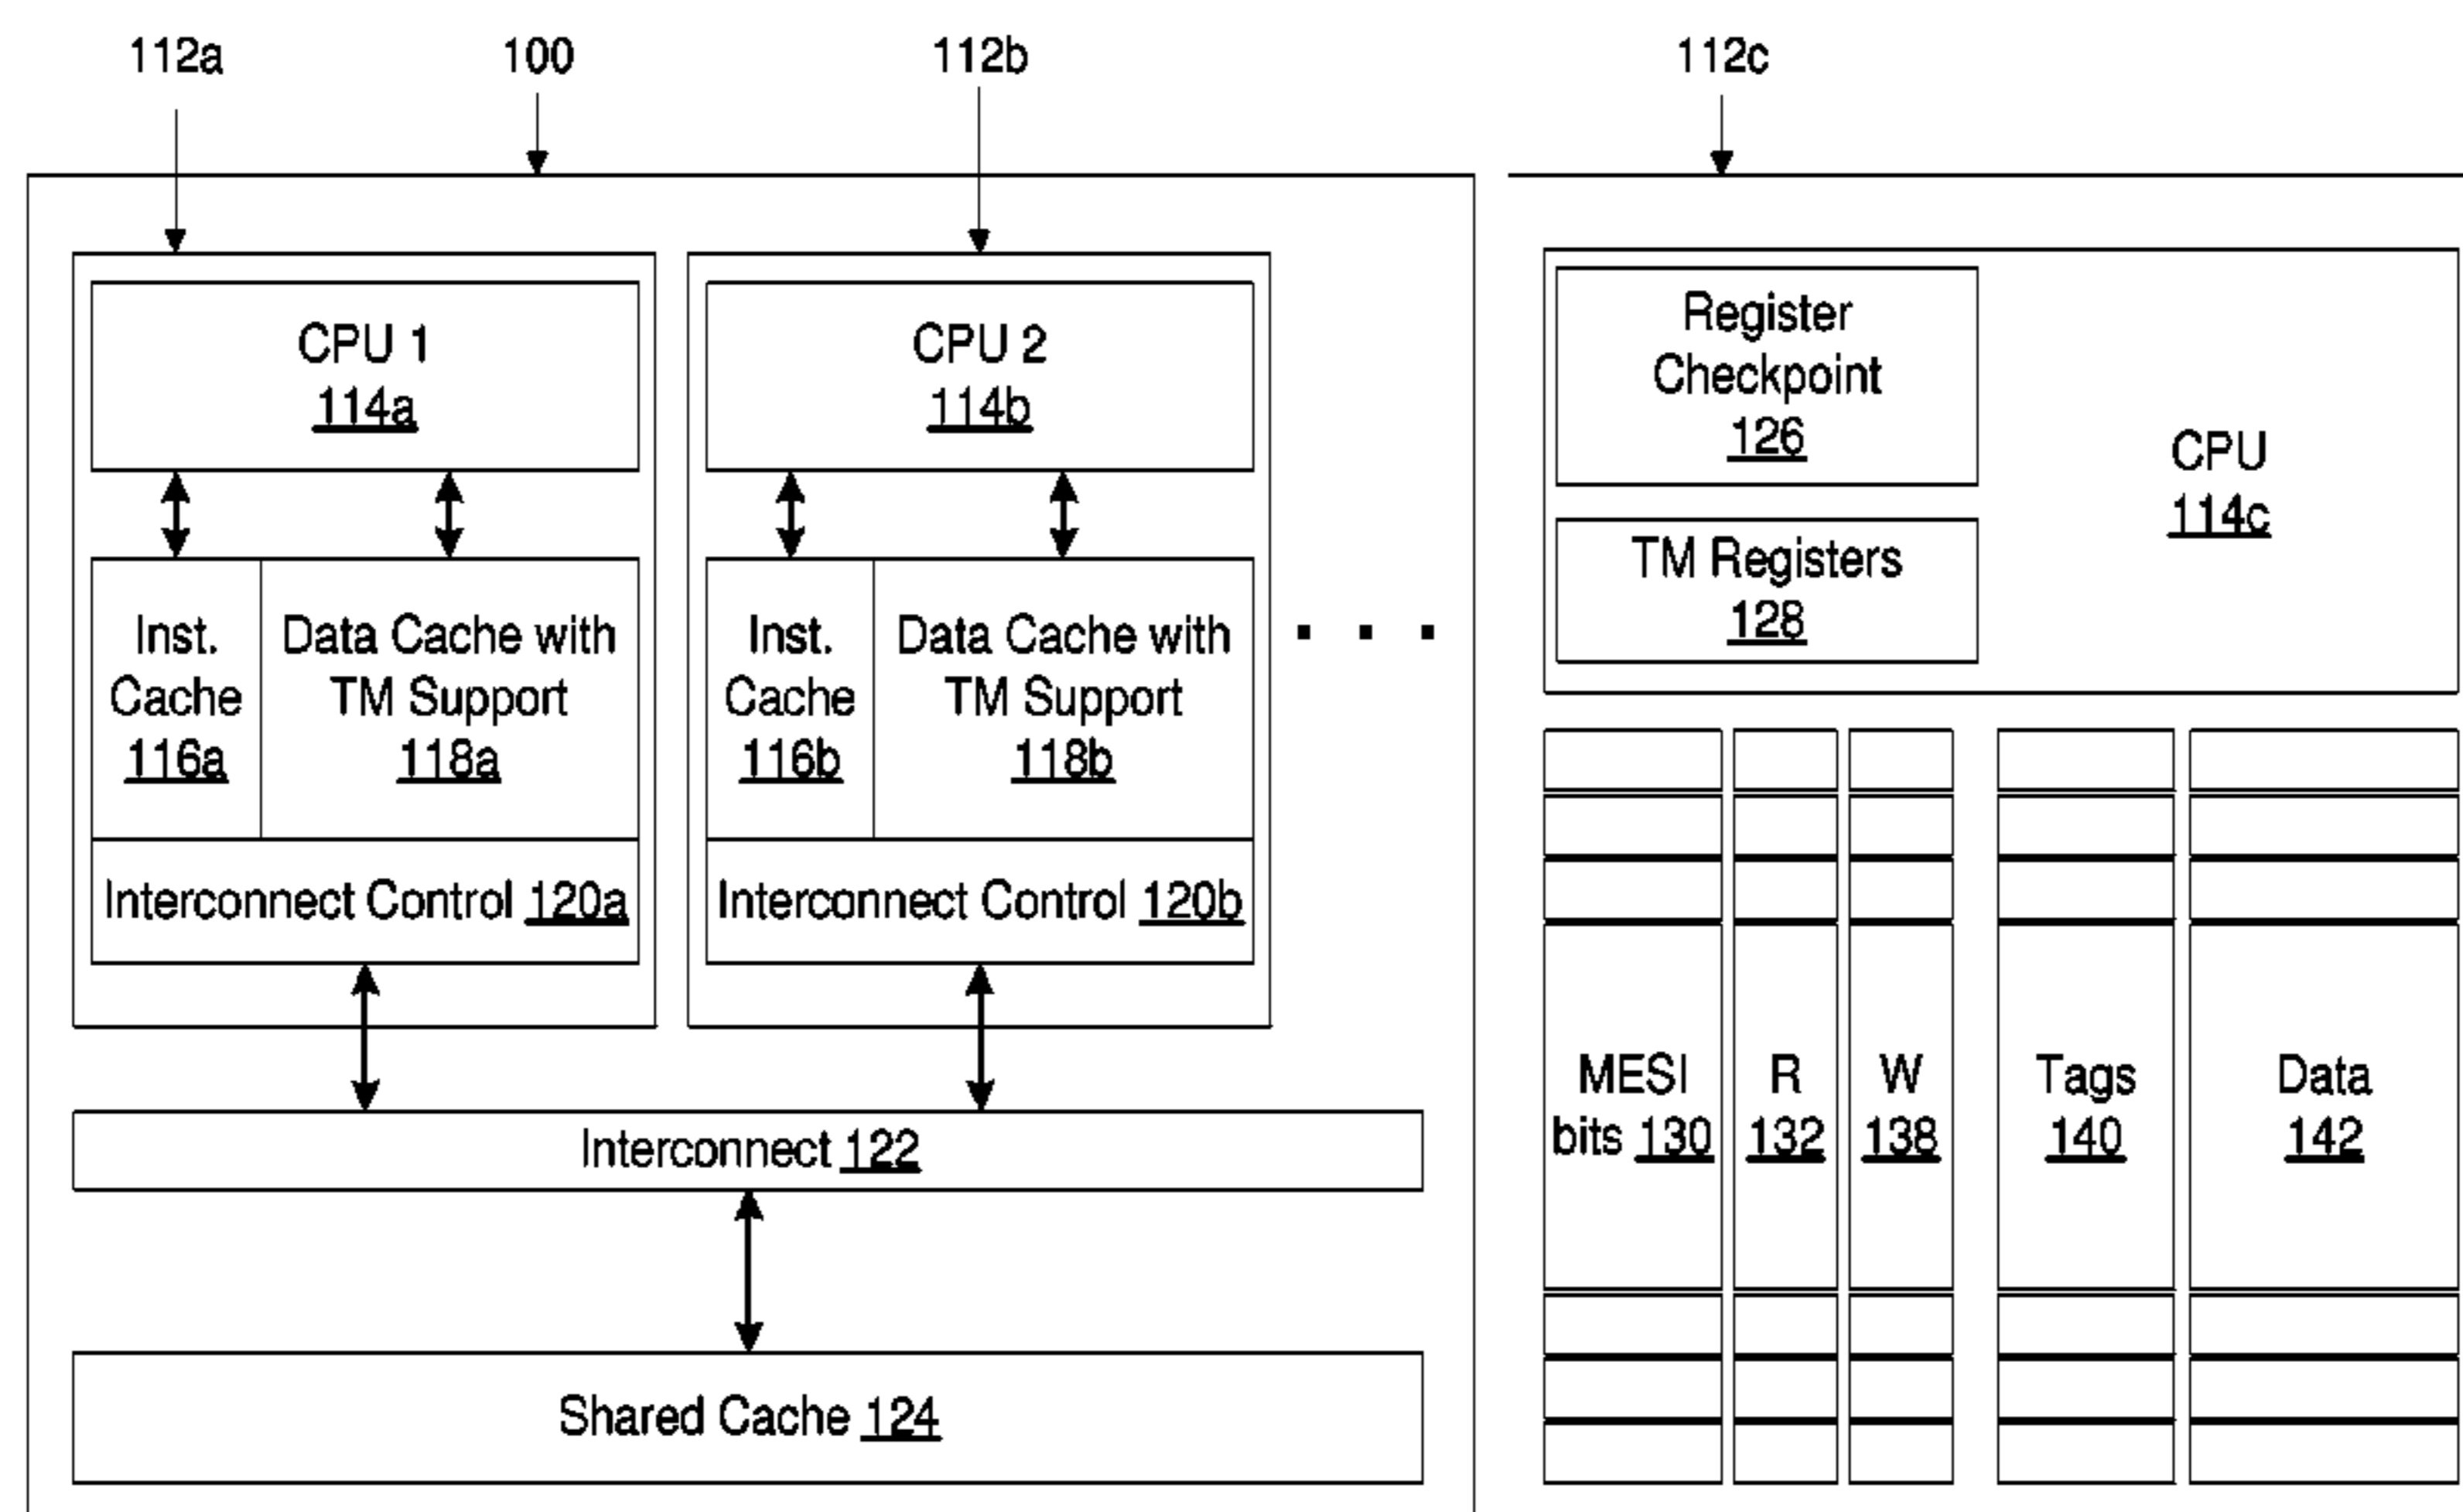 112a
100
112b
112c
CPU 1
114a
CPU 2
114b
Inst.
Cache
116a
Data Cache with
TM Support
118a
Inst.
Cache
116b
Data Cache with
TM Support
118b
Interconnect Control 120a
Interconnect Control 120b
Interconnect 122
Shared Cache 124
Register
Checkpoint
126
TM Registers
128
CPU
114c
MESI
bits 130
R
132
W
138
Tags
140
Data
142